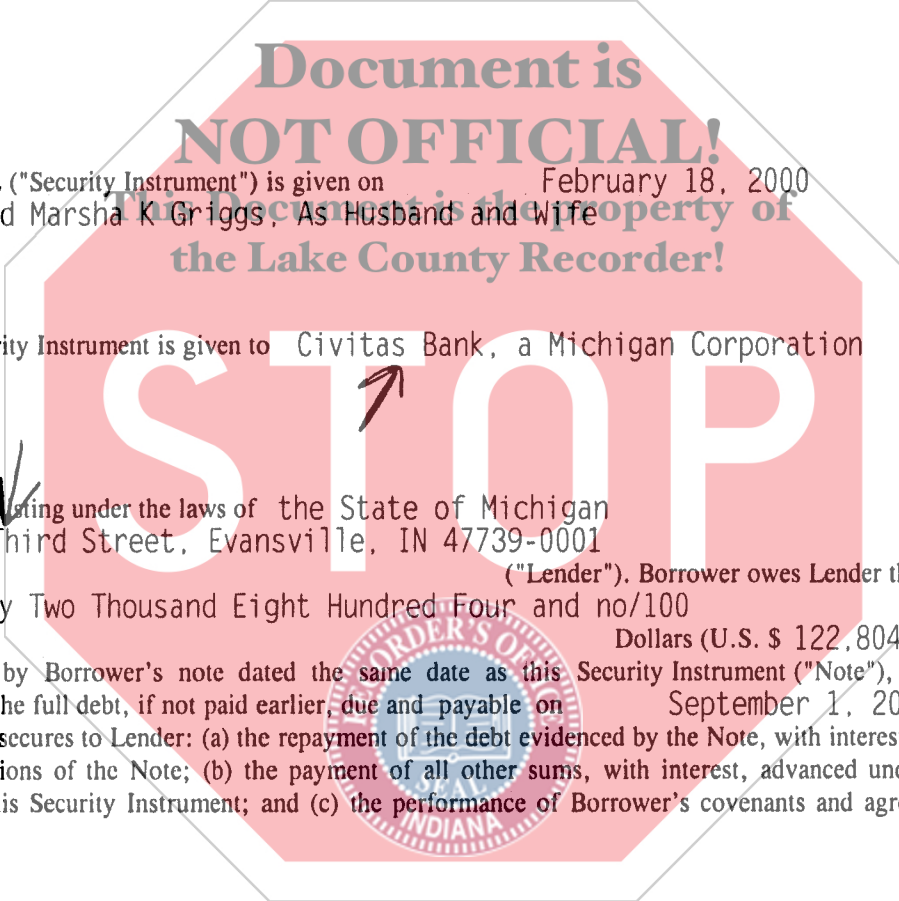 Document is
NOT OFFICIAL!
("Security Instrument") is given on February 18, 2000
This Document is the property of
d Marsha K Griggs, As Husband and Wife
the Lake County Recorder!
ity Instrument is given to Civitas Bank, a Michigan Corporation
STOP
sting under the laws of the State of Michigan
Third Street, Evansville, IN 47739-0001
("Lender"). Borrower owes Lender th
y Two Thousand Eight Hundred Four and no/100
Dollars (U.S. $ 122,804
by Borrower's note dated the same date as this Security Instrument ("Note"),
he full debt, if not paid earlier, due and payable on September 1, 20
secures to Lender: (a) the repayment of the debt evidenced by the Note, with interes
ions of the Note; (b) the payment of all other sums, with interest, advanced und
is Security Instrument; and (c) the performance of Borrower's covenants and agre
RECORDER'S OFFICE
SEAL
INDIANA